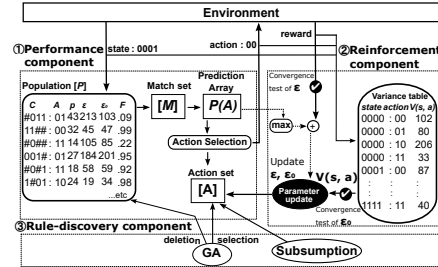 Environment
reward
①Performance component
state : 0001
action : 00
②Reinforcement component
Population [P]
C A p ε ε₀ F
#011 : 01 43 213 103 .09
11## : 00 32 45 47 .99
#0## : 11 14 105 85 .22
001# : 01 27 184 201 .95
#0#1 : 11 18 58 59 .92
1#01 : 10 24 19 34 .98
...etc
Match set
[M]
Prediction Array
P(A)
Action Selection
Action set
[A]
Convergence test of ε
max
+
Update ε, ε₀
V(s, a)
Parameter update
Convergence test of ε₀
Variance table
state action V(s, a)
0000 : 00 102
0000 : 01 80
0000 : 10 206
0000 : 11 33
0001 : 00 87
: : :
: : :
1111 : 11 40
③Rule-discovery component
deletion
selection
GA
Subsumption